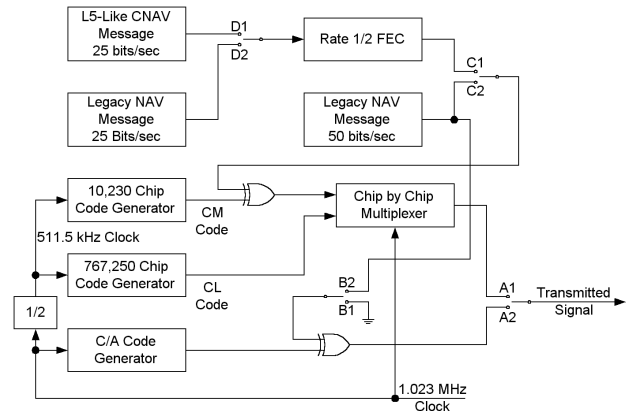 L5-Like CNAV
Message
25 bits/sec
D1
D2
Rate 1/2 FEC
C1
C2
Legacy NAV
Message
25 Bits/sec
Legacy NAV
Message
50 bits/sec
10,230 Chip
Code Generator
CM
Code
Chip by Chip
Multiplexer
511.5 kHz Clock
767,250 Chip
Code Generator
CL
Code
B2
B1
A1
A2
Transmitted
Signal
1/2
C/A Code
Generator
1.023 MHz
Clock